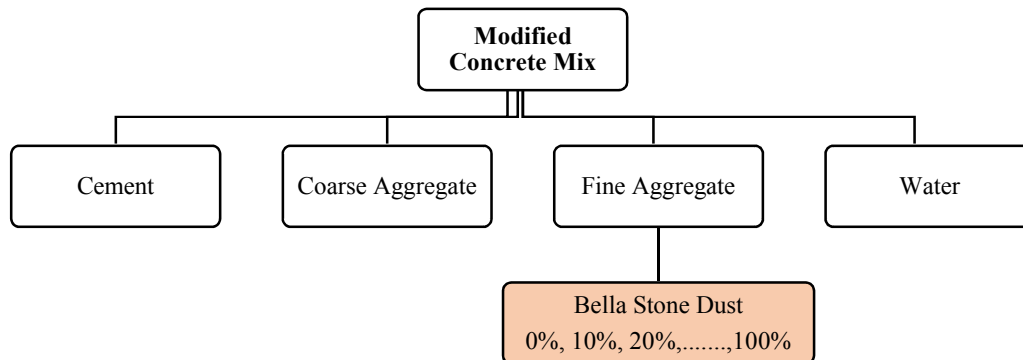 Modified
Concrete Mix
Cement
Coarse Aggregate
Fine Aggregate
Water
Bella Stone Dust
0%, 10%, 20%,.......,100%